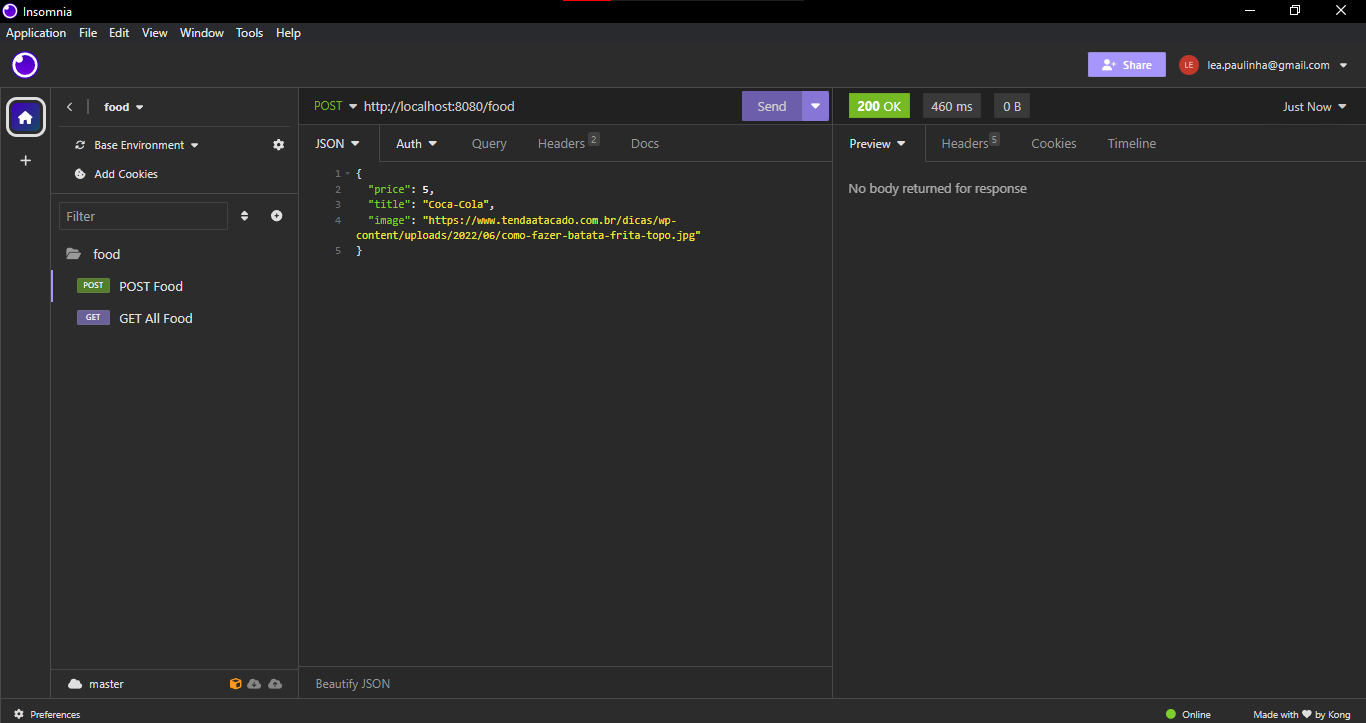 Insomnia
Application File Edit View Window Tools Help
Share LE lea.paulinha@gmail.com
food
Base Environment
Add Cookies
Filter
food
POST POST Food
GET GET All Food
master
POST http://localhost:8080/food Send
JSON Auth Query Headers 2 Docs
1 {
2 "price": 5,
3 "title": "Coca-Cola",
4 "image": "https://www.tendaatacado.com.br/dicas/wp-
content/uploads/2022/06/como-fazer-batata-frita-topo.jpg"
5 }
Beautify JSON
200 OK 460 ms 0 B Just Now
Preview Headers 5 Cookies Timeline
No body returned for response
Preferences Online Made with ♥ by Kong